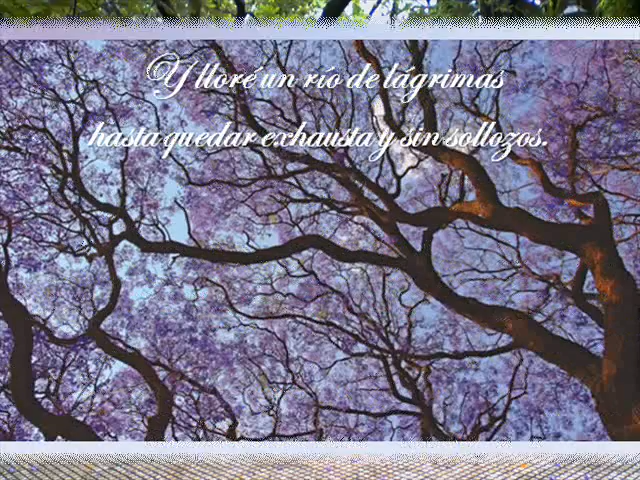 Y lloré un río de lágrimas
hasta quedar exhausta y sin sollozos.